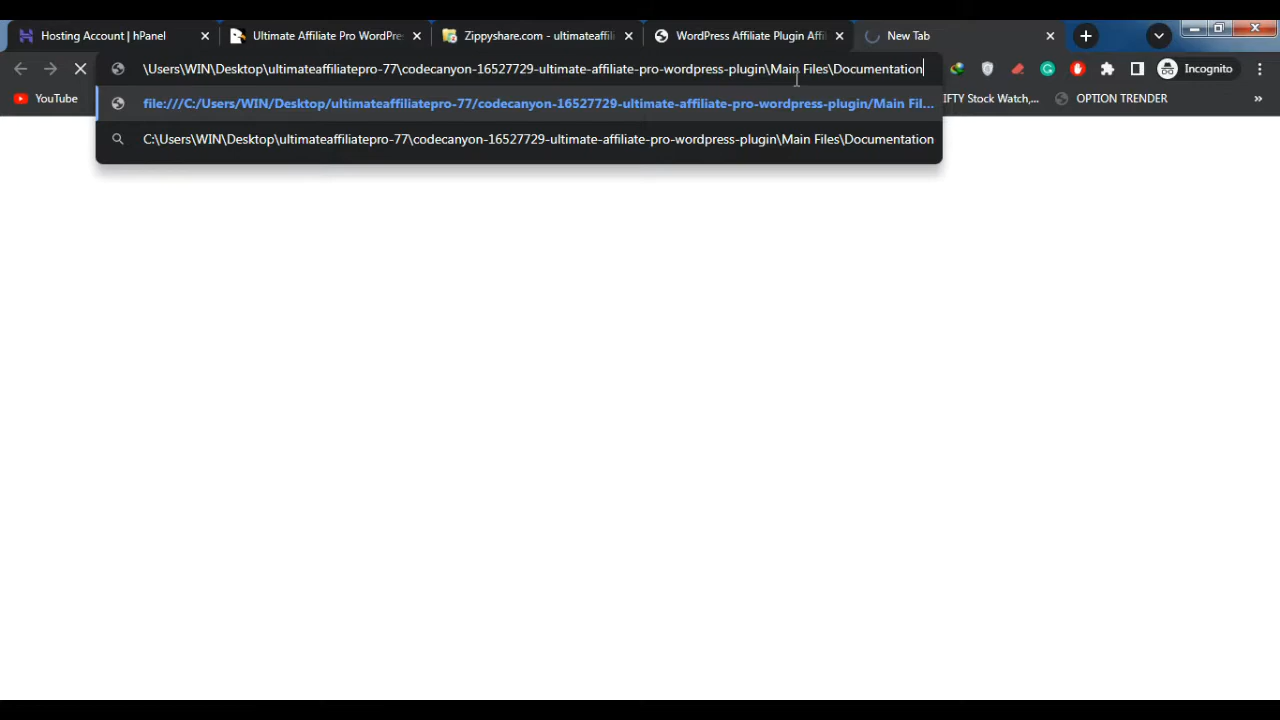 Hosting Account | hPanel
Ultimate Affiliate Pro WordPre
Zippyshare.com - ultimateaffil
WordPress Affiliate Plugin Affi
New Tab
\Users\WIN\Desktop\ultimateaffiliatepro-77\codecanyon-16527729-ultimate-affiliate-pro-wordpress-plugin\Main Files\Documentation
Incognito
file:///C:/Users/WIN/Desktop/ultimateaffiliatepro-77/codecanyon-16527729-ultimate-affiliate-pro-wordpress-plugin/Main Fil...
YouTube
IFTY Stock Watch,...
OPTION TRENDER
C:\Users\WIN\Desktop\ultimateaffiliatepro-77\codecanyon-16527729-ultimate-affiliate-pro-wordpress-plugin\Main Files\Documentation